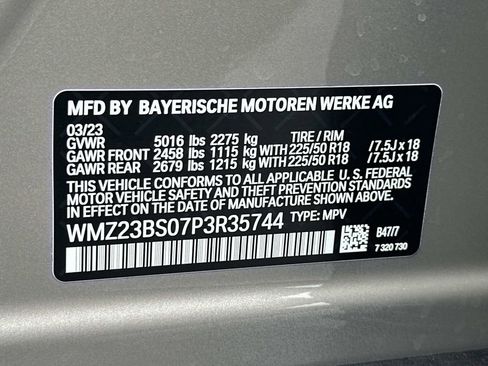 MFD BY BAYERISCHE MOTOREN WERKE AG
03/23
GVWR 5016 lbs 2275 kg TIRE / RIM
GAWR FRONT 2458 lbs 1115 kg WITH 225/50 R18 / 7.5J x 18
GAWR REAR 2679 lbs 1215 kg WITH 225/50 R18 / 7.5J x 18
THIS VEHICLE CONFORMS TO ALL APPLICABLE U. S. FEDERAL
MOTOR VEHICLE SAFETY AND THEFT PREVENTION STANDARDS
IN EFFECT ON THE DATE OF MANUFACTURE SHOWN ABOVE.
WMZ23BS07P3R35744 TYPE: MPV
B47/7
7 320 730